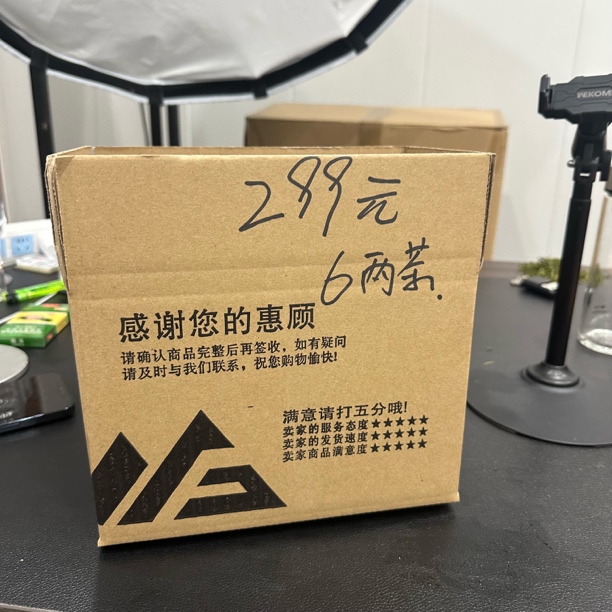 299元
6两茶.
感谢您的惠顾
请确认商品完整后再签收，如有疑问
请及时与我们联系，祝您购物愉快!
满意请打五分哦!
卖家的服务态度★★★★★
卖家的发货速度★★★★★
卖家商品满意度★★★★★